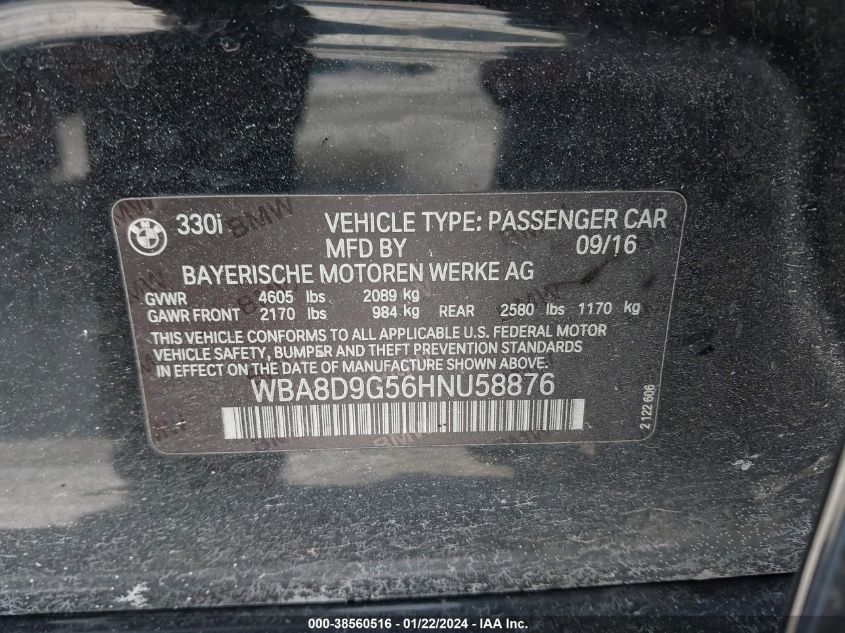 330i VEHICLE TYPE: PASSENGER CAR
MFD BY 09/16
BAYERISCHE MOTOREN WERKE AG
GVWR 4605 lbs 2089 kg
GAWR FRONT 2170 lbs 984 kg REAR 2580 lbs 1170 kg
THIS VEHICLE CONFORMS TO ALL APPLICABLE U.S. FEDERAL MOTOR
VEHICLE SAFETY, BUMPER AND THEFT PREVENTION STANDARDS
IN EFFECT ON THE DATE OF MANUFACTURE SHOWN ABOVE.
WBA8D9G56HNU58876
2 122 606
000-38560516 - 01/22/2024 - IAA Inc.